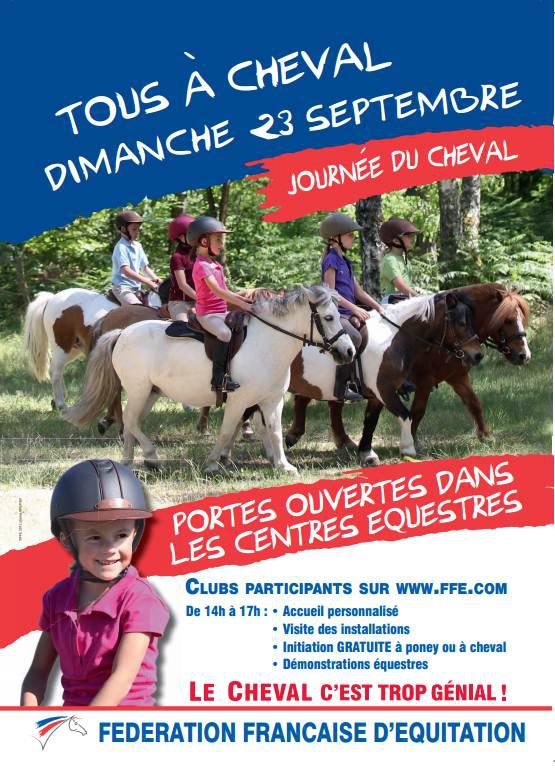 TOUS À CHEVAL
DIMANCHE 23 SEPTEMBRE
JOURNÉE DU CHEVAL
PORTES OUVERTES DANS
LES CENTRES EQUESTRES
CLUBS PARTICIPANTS SUR WWW.FFE.COM
De 14h à 17h : • Accueil personnalisé
• Visite des installations
• Initiation GRATUITE à poney ou à cheval
• Démonstrations équestres
LE CHEVAL C'EST TROP GÉNIAL !
FEDERATION FRANCAISE D'EQUITATION